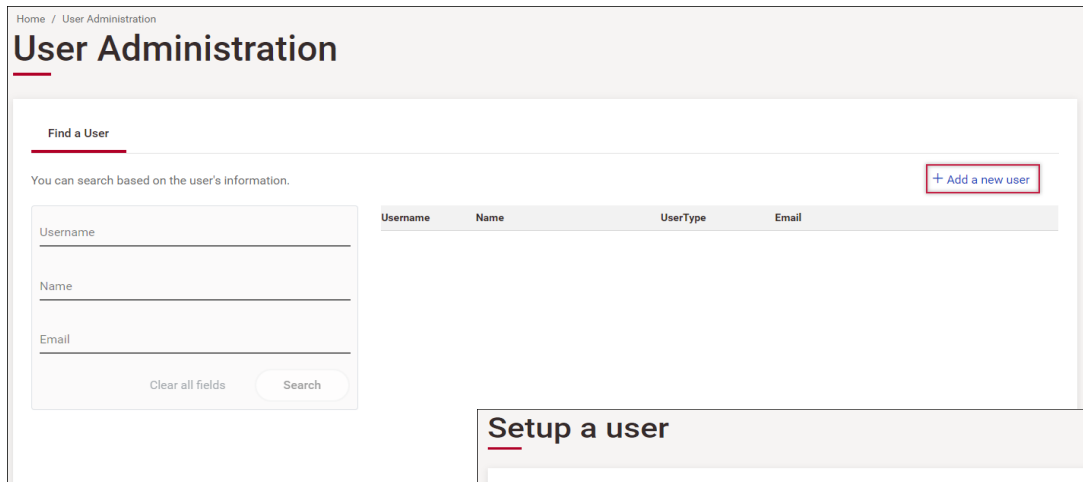 Home / User Administration
User Administration
Find a User
You can search based on the user's information.
+ Add a new user
Username Name UserType Email
Username
Name
Email
Clear all fields Search
Setup a user